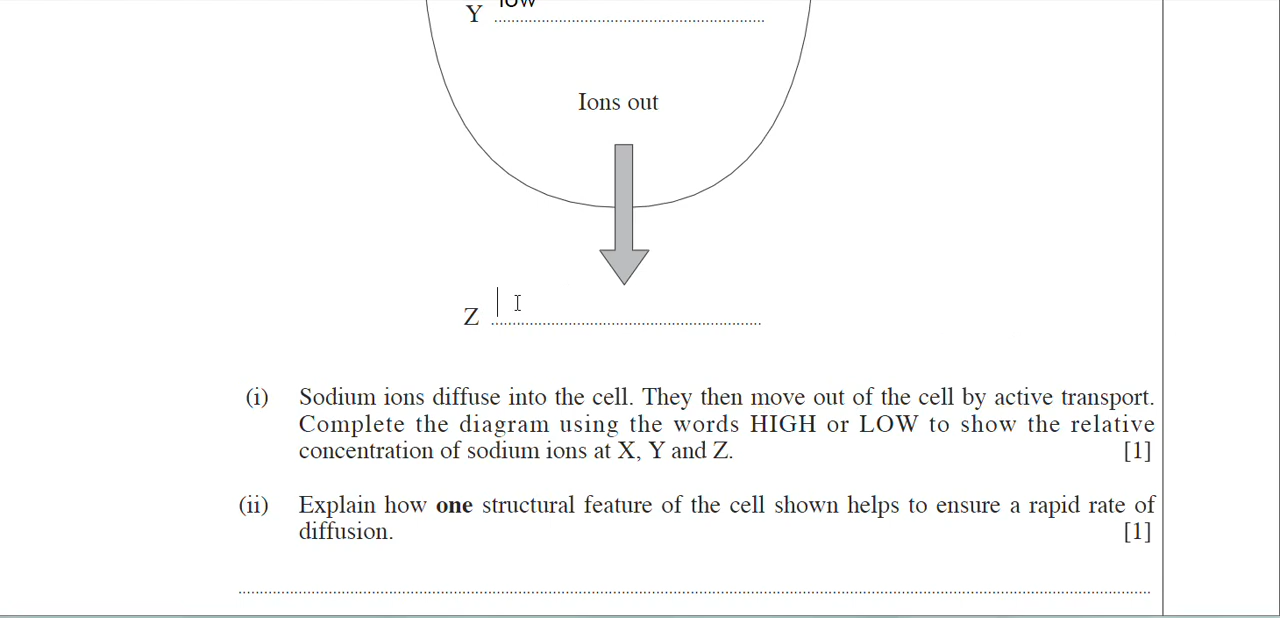 Y low
Ions out
Z
(i) Sodium ions diffuse into the cell. They then move out of the cell by active transport.
Complete the diagram using the words HIGH or LOW to show the relative
concentration of sodium ions at X, Y and Z. [1]
(ii) Explain how one structural feature of the cell shown helps to ensure a rapid rate of
diffusion. [1]